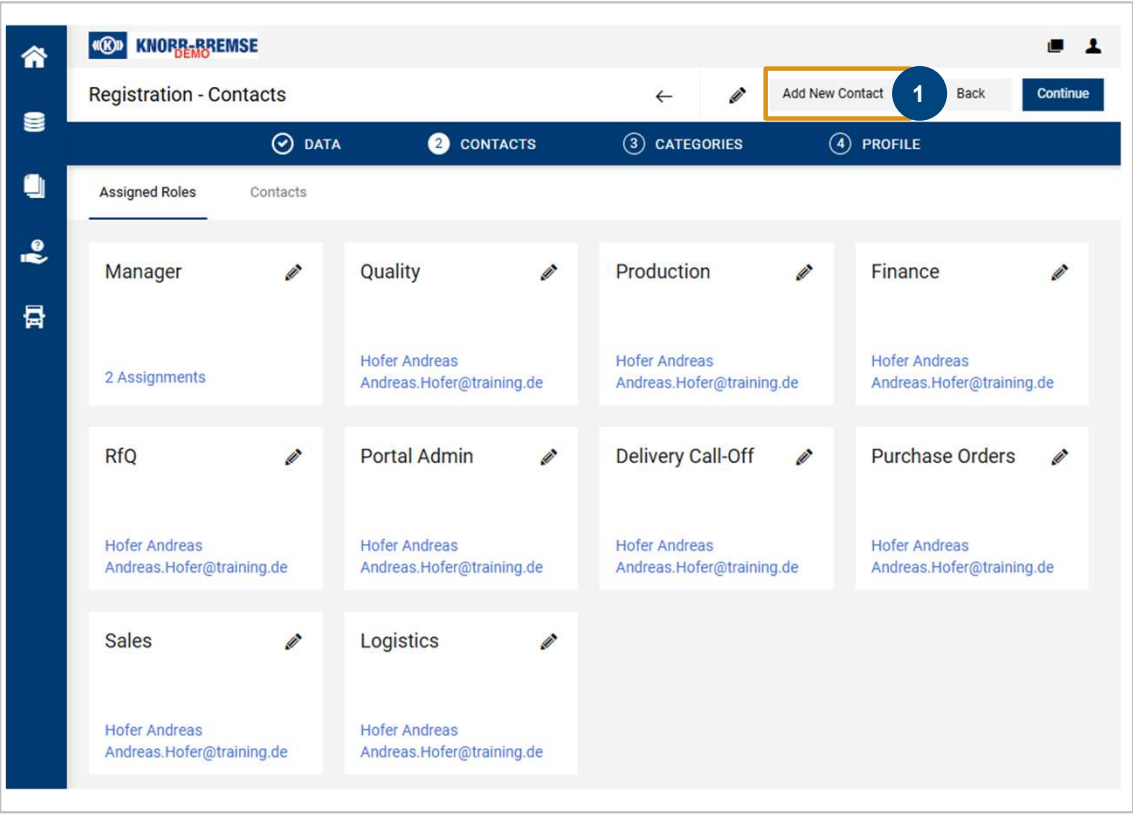 KNORR-BREMSE
DEMO
Registration - Contacts
Add New Contact
1
Back
Continue
DATA
2 CONTACTS
3 CATEGORIES
4 PROFILE
Assigned Roles
Contacts
Manager
Quality
Production
Finance
2 Assignments
Hofer Andreas
Andreas.Hofer@training.de
Hofer Andreas
Andreas.Hofer@training.de
Hofer Andreas
Andreas.Hofer@training.de
RfQ
Portal Admin
Delivery Call-Off
Purchase Orders
Hofer Andreas
Andreas.Hofer@training.de
Hofer Andreas
Andreas.Hofer@training.de
Hofer Andreas
Andreas.Hofer@training.de
Hofer Andreas
Andreas.Hofer@training.de
Sales
Logistics
Hofer Andreas
Andreas.Hofer@training.de
Hofer Andreas
Andreas.Hofer@training.de